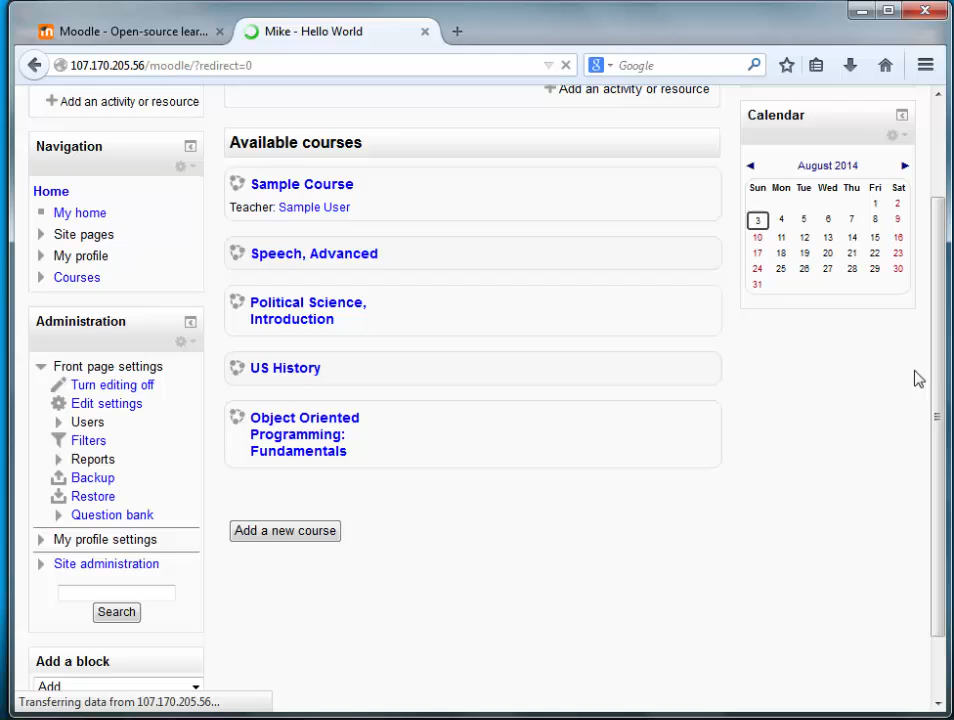 Moodle - Open-source lear...
Mike - Hello World
107.170.205.56/moodle/?redirect=0
Google
Add an activity or resource
Add an activity or resource
Navigation
Home
My home
Site pages
My profile
Courses
Administration
Front page settings
Turn editing off
Edit settings
Users
Filters
Reports
Backup
Restore
Question bank
My profile settings
Site administration
Search
Add a block
Add
Available courses
Sample Course
Teacher: Sample User
Speech, Advanced
Political Science,
Introduction
US History
Object Oriented
Programming:
Fundamentals
Add a new course
Calendar
August 2014
Sun Mon Tue Wed Thu Fri Sat
1 2
3 4 5 6 7 8 9
10 11 12 13 14 15 16
17 18 19 20 21 22 23
24 25 26 27 28 29 30
31
Transferring data from 107.170.205.56...